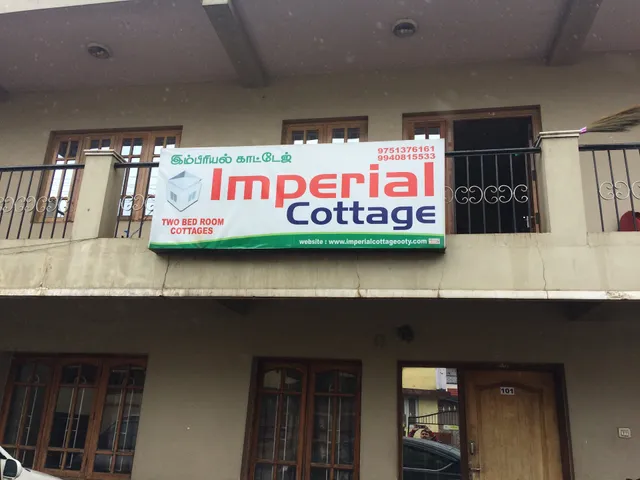 இம்பீரியல் காட்டேஜ்
9751376161
9940815533
Imperial
Cottage
TWO BED ROOM
COTTAGES
website : www.imperialcottageooty.com
101